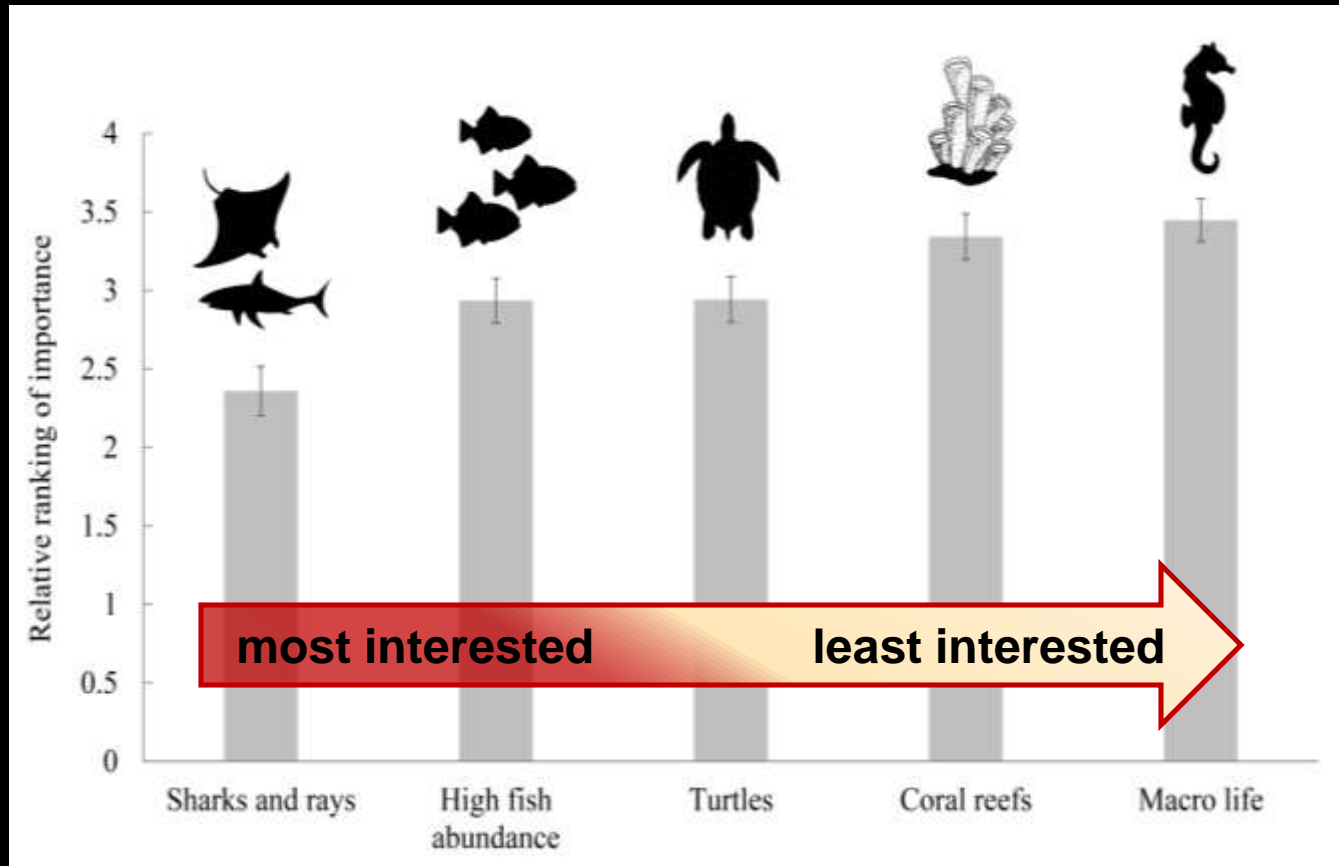 Relative ranking of importance
4
3.5
3
2.5
2
1.5
1
0.5
0
most interested
least interested
Sharks and rays
High fish
abundance
Turtles
Coral reefs
Macro life